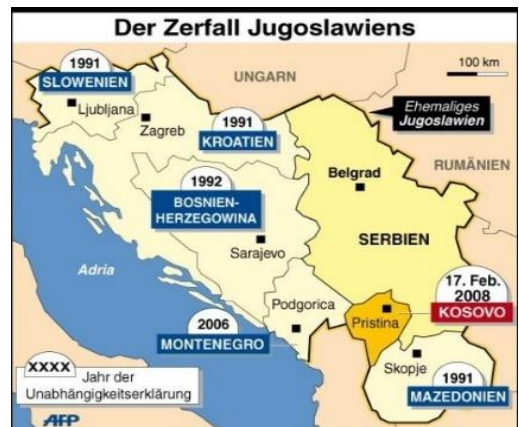 Der Zerfall Jugoslawiens
1991
SLOWENIEN
Ljubljana
Zagreb
UNGARN
100 km
1991
KROATIEN
Ehemaliges
Jugoslawien
RUMÄNIEN
1992
BOSNIEN-
HERZEGOWINA
Sarajevo
Belgrad
SERBIEN
Adria
17. Feb.
2008
KOSOVO
Pristina
Podgorica
2006
MONTENEGRO
Skopje
1991
MAZEDONIEN
XXXX
Jahr der
Unabhängigkeitserklärung
AFP